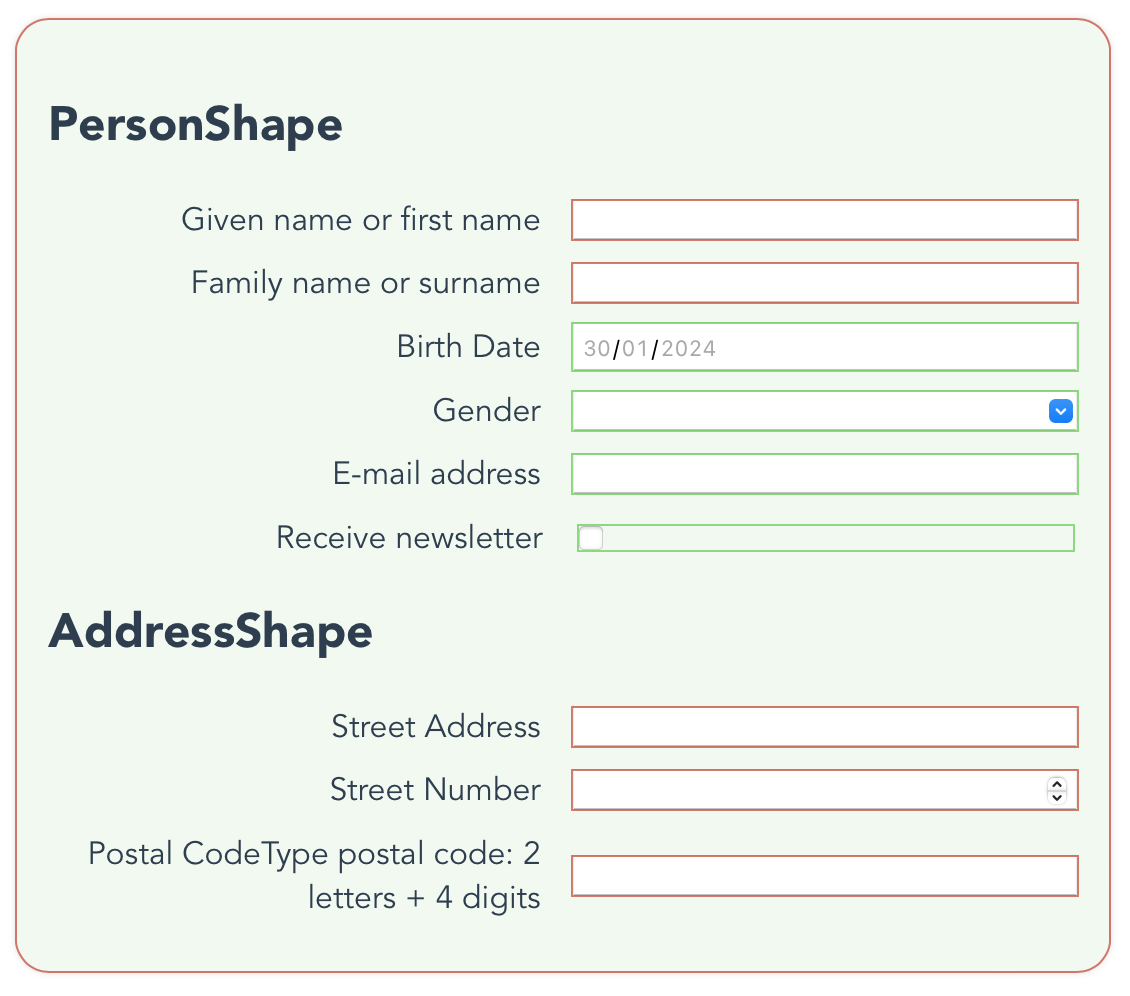 PersonShape
Given name or first name
Family name or surname
Birth Date 30/01/2024
Gender
E-mail address
Receive newsletter
AddressShape
Street Address
Street Number
Postal CodeType postal code: 2
letters + 4 digits